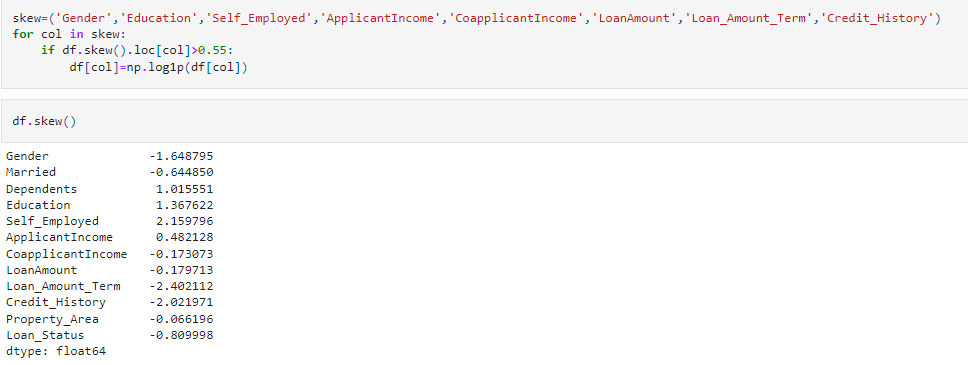 skew=('Gender','Education','Self_Employed','ApplicantIncome','CoapplicantIncome','LoanAmount','Loan_Amount_Term','Credit_History')
for col in skew:
    if df.skew().loc[col]>0.55:
        df[col]=np.log1p(df[col])
df.skew()
Gender              -1.648795
Married             -0.644850
Dependents           1.015551
Education            1.367622
Self_Employed        2.159796
ApplicantIncome      0.482128
CoapplicantIncome   -0.173073
LoanAmount          -0.179713
Loan_Amount_Term    -2.402112
Credit_History      -2.021971
Property_Area       -0.066196
Loan_Status         -0.809998
dtype: float64